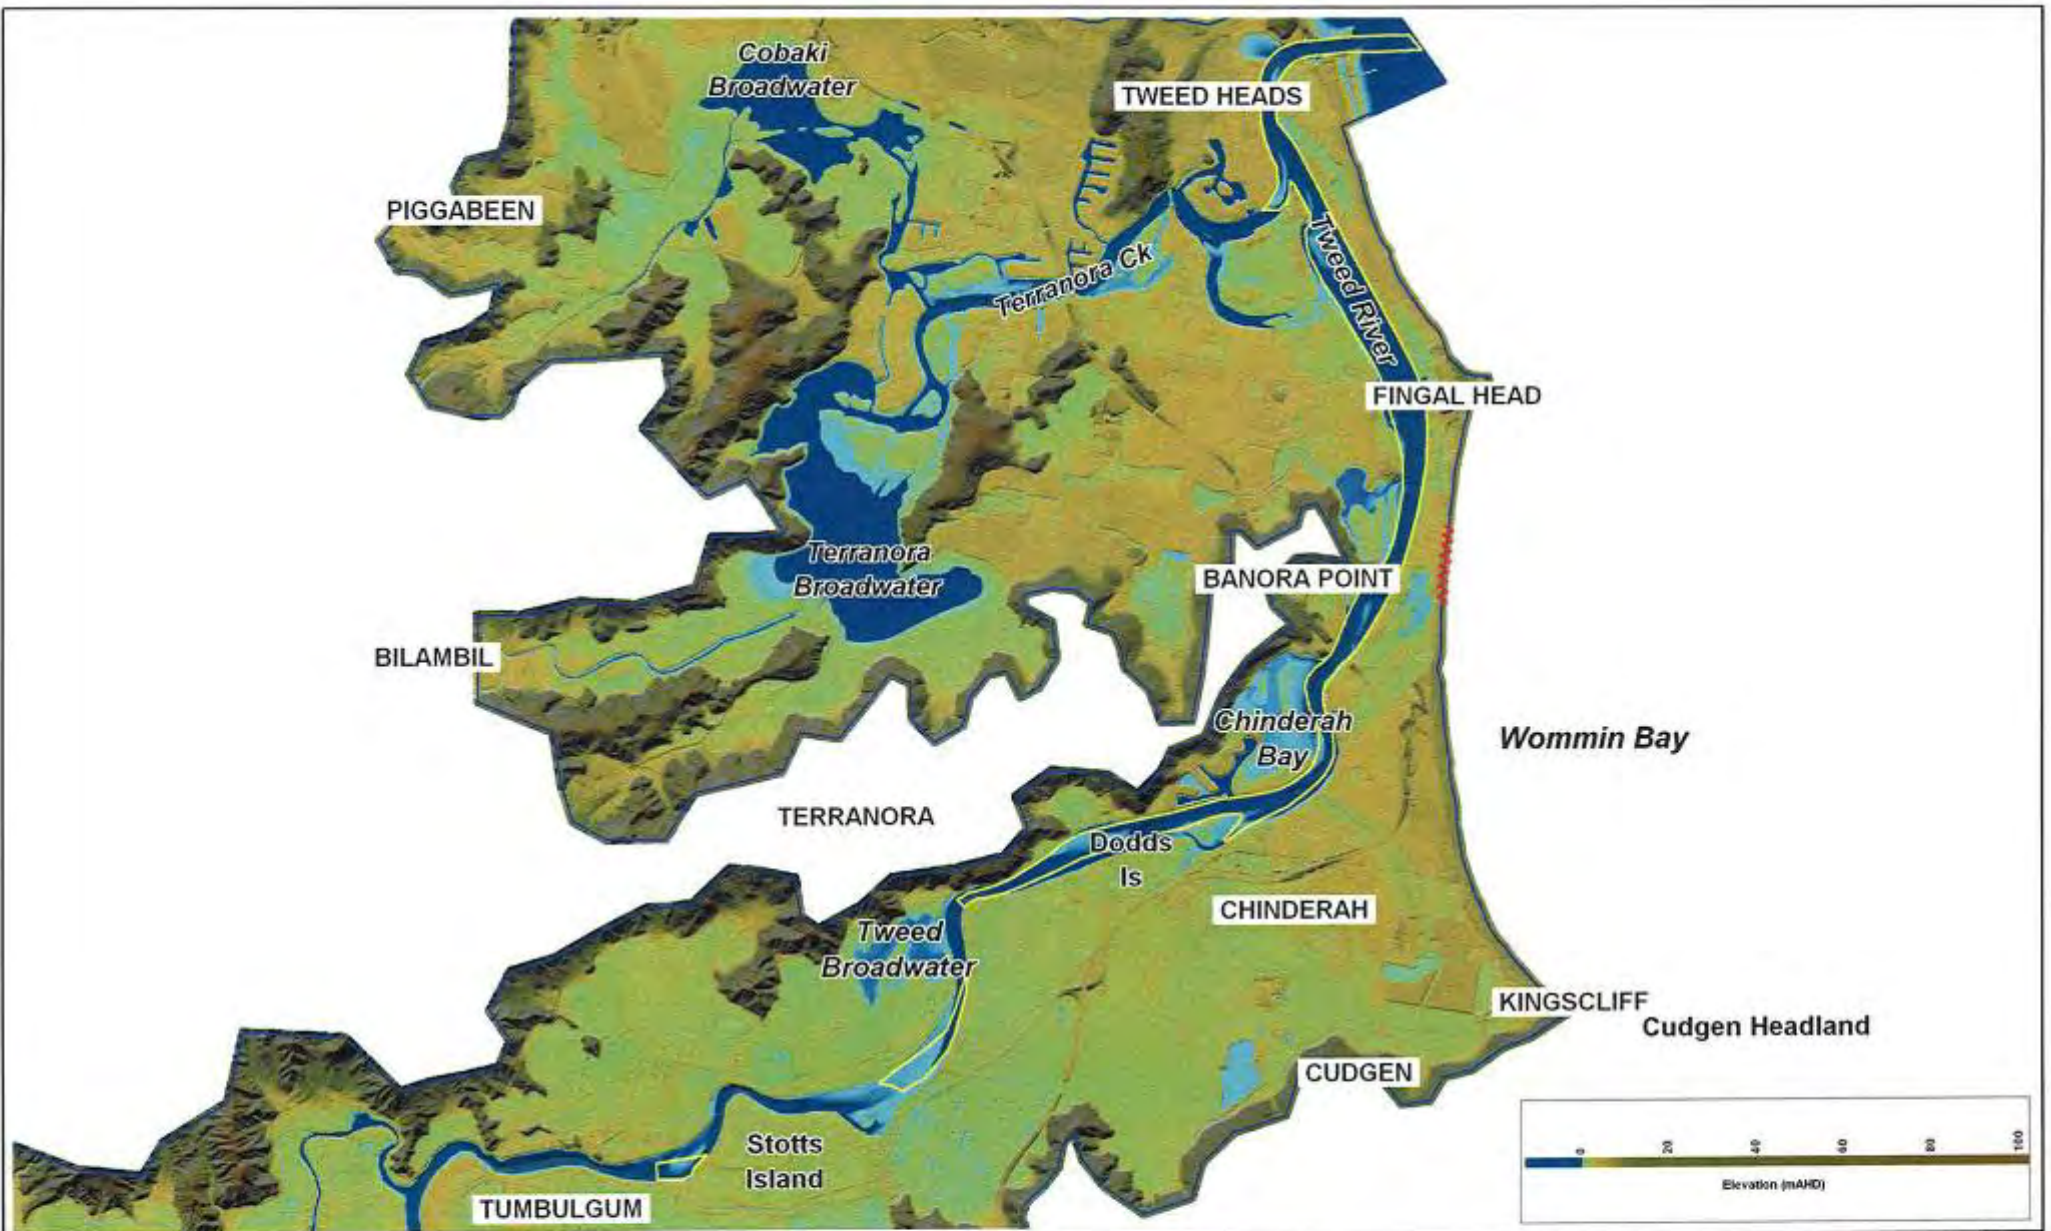 Cobaki
Broadwater
TWEED HEADS
PIGGABEEN
Terranora Ck
Tweed River
FINGAL HEAD
Terranora
Broadwater
BANORA POINT
BILAMBIL
Chinderah
Bay
Wommin Bay
TERRANORA
Dodds
Is
CHINDERAH
Tweed
Broadwater
KINGSCLIFF
Cudgen Headland
CUDGEN
Stotts
Island
TUMBULGUM
0 20 40 60 80 100
Elevation (mAHD)